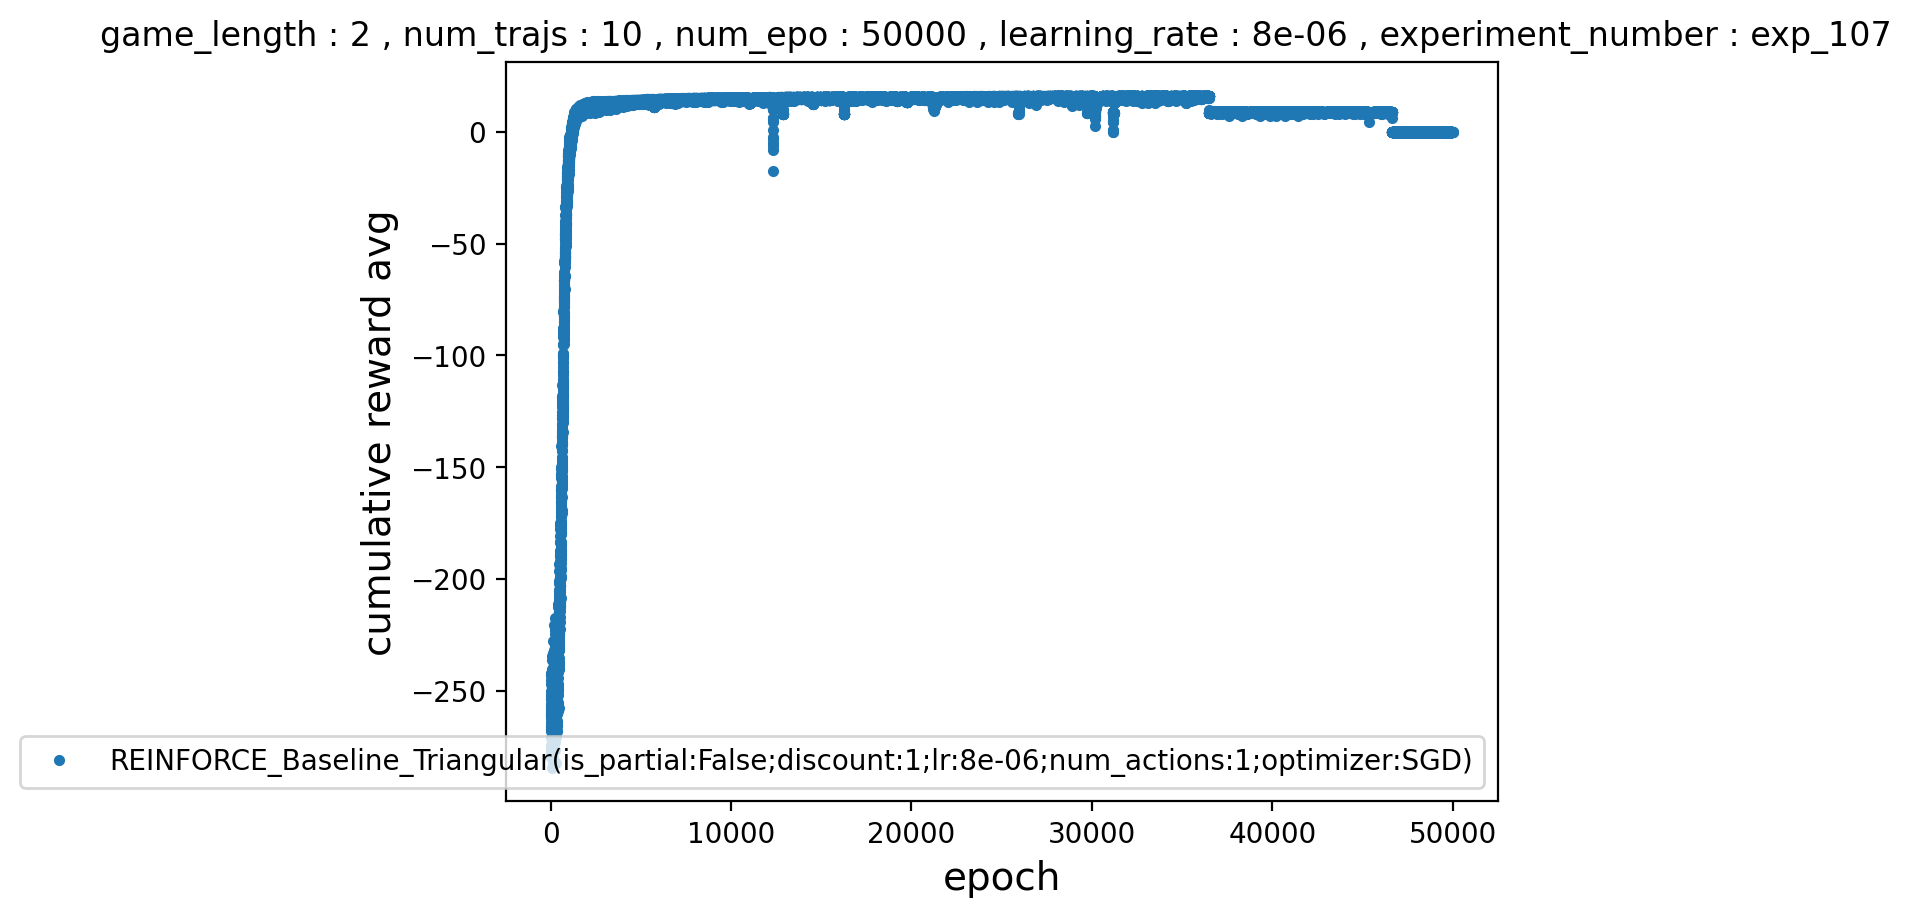 game_length : 2 , num_trajs : 10 , num_epo : 50000 , learning_rate : 8e-06 , experiment_number : exp_107
cumulative reward avg
0
−50
−100
−150
−200
−250
REINFORCE_Baseline_Triangular(is_partial:False;discount:1;lr:8e-06;num_actions:1;optimizer:SGD)
0 10000 20000 30000 40000 50000
epoch